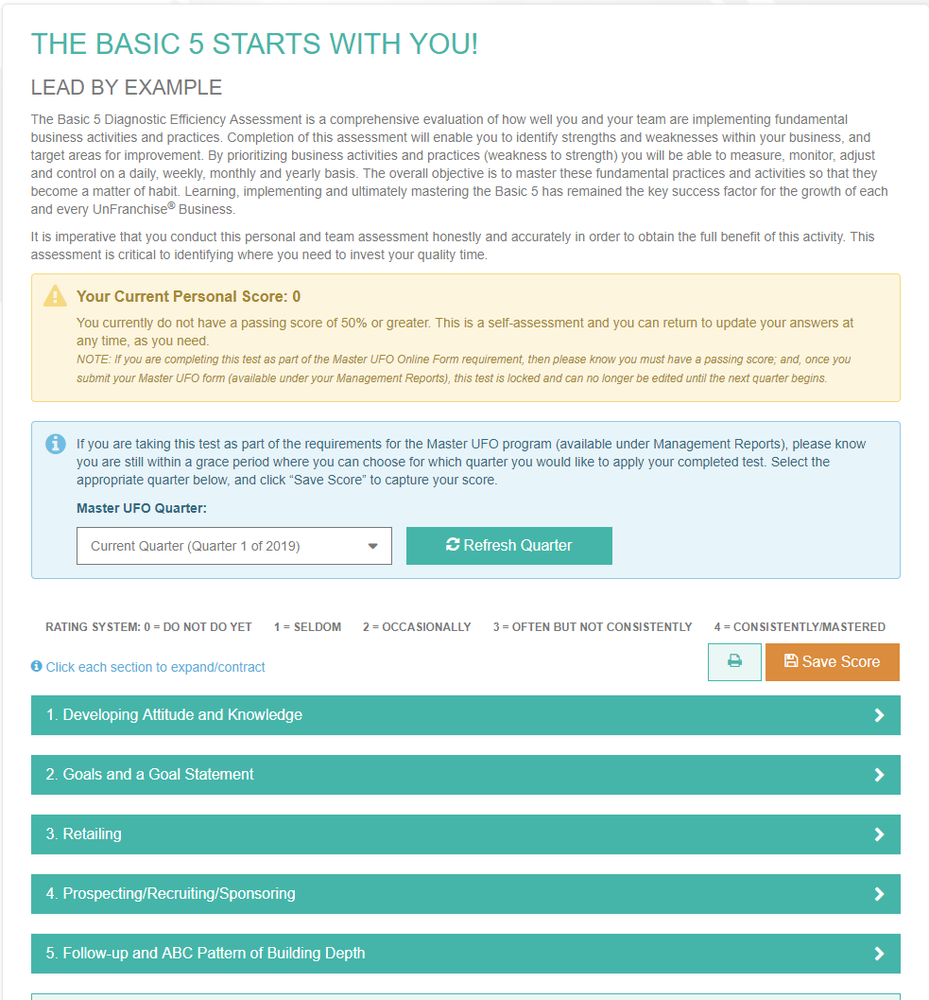 THE BASIC 5 STARTS WITH YOU!
LEAD BY EXAMPLE
The Basic 5 Diagnostic Efficiency Assessment is a comprehensive evaluation of how well you and your team are implementing fundamental
business activities and practices. Completion of this assessment will enable you to identify strengths and weaknesses within your business, and
target areas for improvement. By prioritizing business activities and practices (weakness to strength) you will be able to measure, monitor, adjust
and control on a daily, weekly, monthly and yearly basis. The overall objective is to master these fundamental practices and activities so that they
become a matter of habit. Learning, implementing and ultimately mastering the Basic 5 has remained the key success factor for the growth of each
and every UnFranchise® Business.
It is imperative that you conduct this personal and team assessment honestly and accurately in order to obtain the full benefit of this activity. This
assessment is critical to identifying where you need to invest your quality time.
Your Current Personal Score: 0
You currently do not have a passing score of 50% or greater. This is a self-assessment and you can return to update your answers at
any time, as you need.
NOTE: If you are completing this test as part of the Master UFO Online Form requirement, then please know you must have a passing score; and, once you
submit your Master UFO form (available under your Management Reports), this test is locked and can no longer be edited until the next quarter begins.
If you are taking this test as part of the requirements for the Master UFO program (available under Management Reports), please know
you are still within a grace period where you can choose for which quarter you would like to apply your completed test. Select the
appropriate quarter below, and click “Save Score” to capture your score.
Master UFO Quarter:
Current Quarter (Quarter 1 of 2019)
Refresh Quarter
RATING SYSTEM: 0 = DO NOT DO YET 1 = SELDOM 2 = OCCASIONALLY 3 = OFTEN BUT NOT CONSISTENTLY 4 = CONSISTENTLY/MASTERED
Click each section to expand/contract
Save Score
1. Developing Attitude and Knowledge
2. Goals and a Goal Statement
3. Retailing
4. Prospecting/Recruiting/Sponsoring
5. Follow-up and ABC Pattern of Building Depth